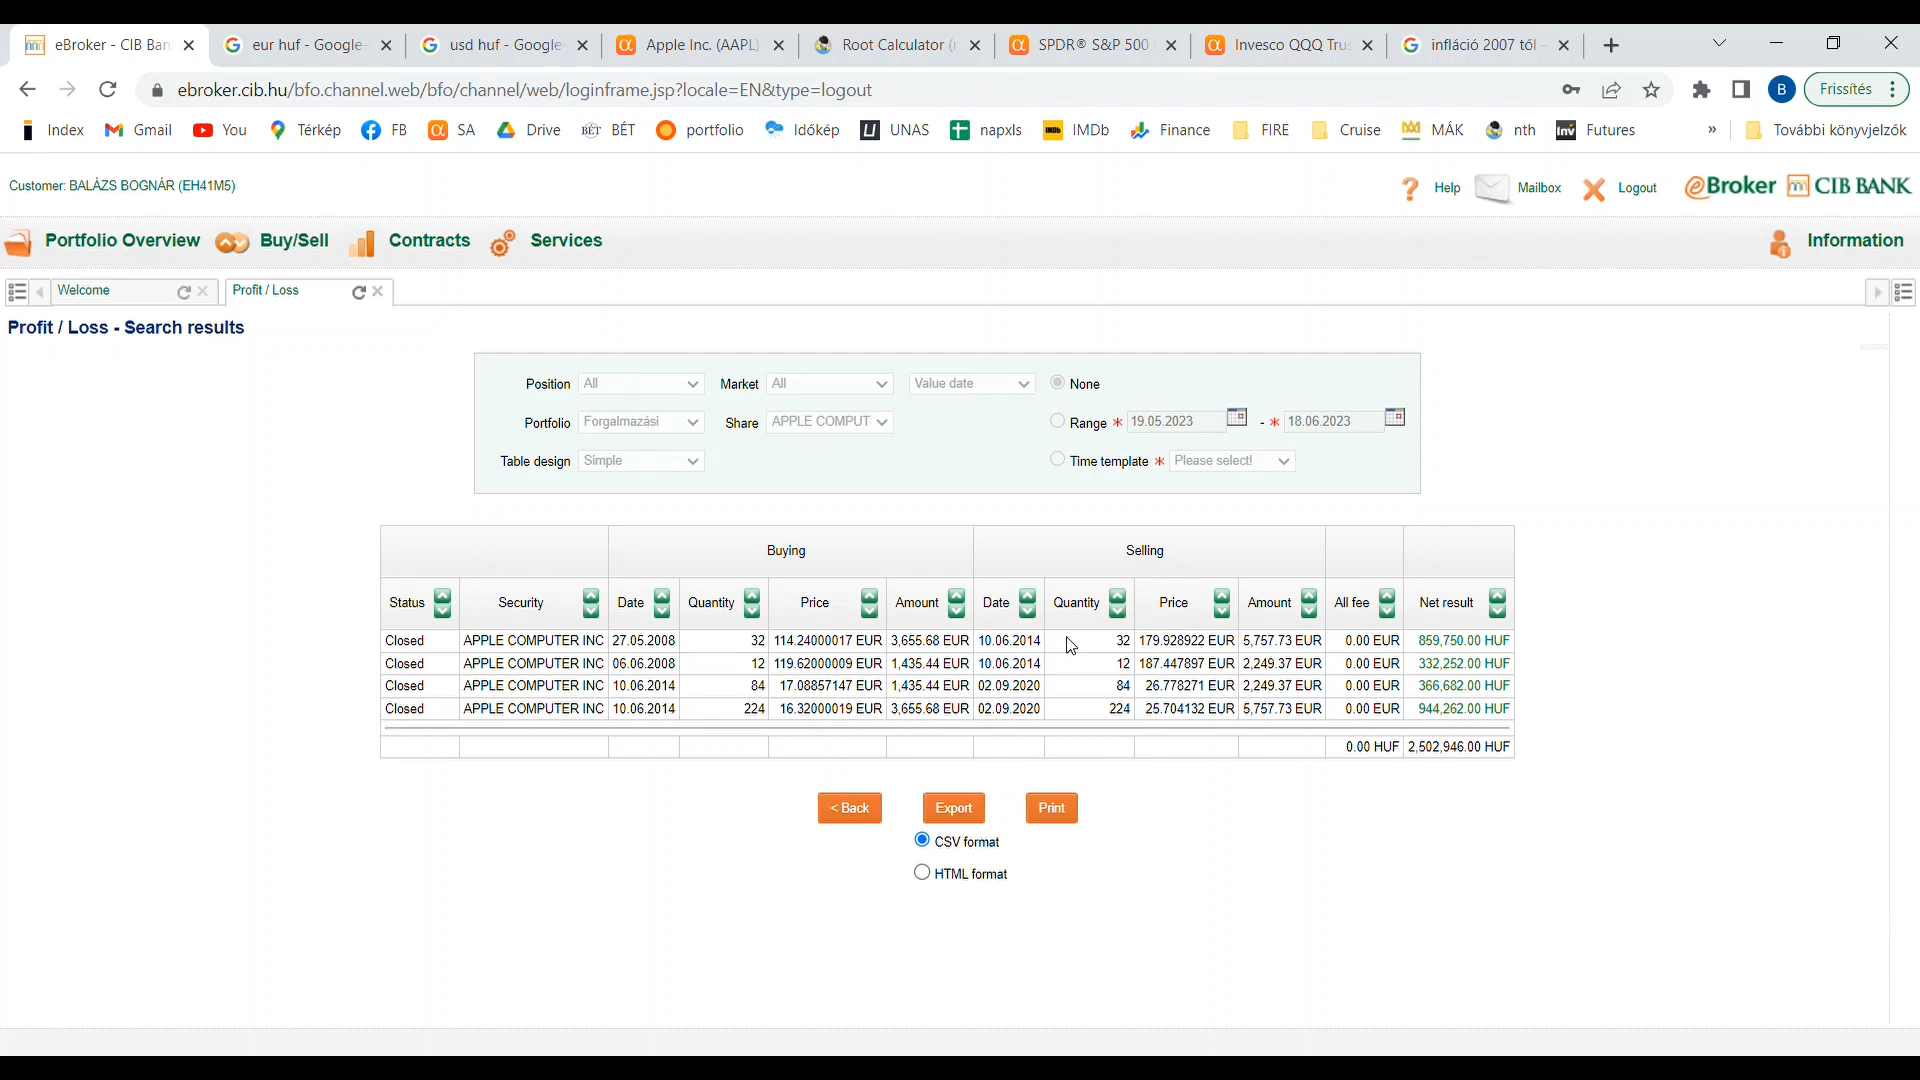 eBroker - CIB Ban
eur huf - Google-
usd huf - Google
Apple Inc. (AAPL)
Root Calculator (
SPDR® S&P 500
Invesco QQQ Tru
infláció 2007 től -
ebroker.cib.hu/bfo.channel.web/bfo/channel/web/loginframe.jsp?locale=EN&type=logout
B
Frissítés
Index
Gmail
You
Térkép
FB
SA
Drive
BÉT BÉT
portfolio
Időkép
UNAS
napxls
IMDb IMDb
Finance
FIRE
Cruise
MÁK
nth
Inv Futures
»
További könyvjelzők
Customer: BALÁZS BOGNÁR (EH41M5)
Help
Mailbox
Logout
eBroker CIB BANK
Portfolio Overview
Buy/Sell
Contracts
Services
Information
Welcome
Profit / Loss
Profit / Loss - Search results
Position All Market All Value date None
Portfolio Forgalmazási Share APPLE COMPUT Range * 19.05.2023 - * 18.06.2023
Table design Simple Time template * Please select!
Buying Selling
Status Security Date Quantity Price Amount Date Quantity Price Amount All fee Net result
Closed APPLE COMPUTER INC 27.05.2008 32 114.24000017 EUR 3,655.68 EUR 10.06.2014 32 179.928922 EUR 5,757.73 EUR 0.00 EUR 859,750.00 HUF
Closed APPLE COMPUTER INC 06.06.2008 12 119.62000009 EUR 1,435.44 EUR 10.06.2014 12 187.447897 EUR 2,249.37 EUR 0.00 EUR 332,252.00 HUF
Closed APPLE COMPUTER INC 10.06.2014 84 17.08857147 EUR 1,435.44 EUR 02.09.2020 84 26.778271 EUR 2,249.37 EUR 0.00 EUR 366,682.00 HUF
Closed APPLE COMPUTER INC 10.06.2014 224 16.32000019 EUR 3,655.68 EUR 02.09.2020 224 25.704132 EUR 5,757.73 EUR 0.00 EUR 944,262.00 HUF
0.00 HUF 2,502,946.00 HUF
< Back
Export
Print
CSV format
HTML format